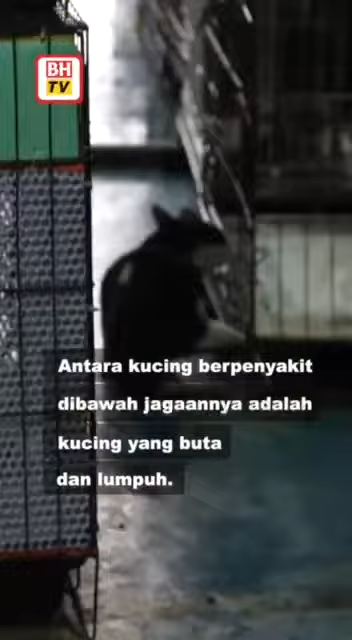 BH
TV
Antara kucing berpenyakit
dibawah jagaannya adalah
kucing yang buta
dan lumpuh.